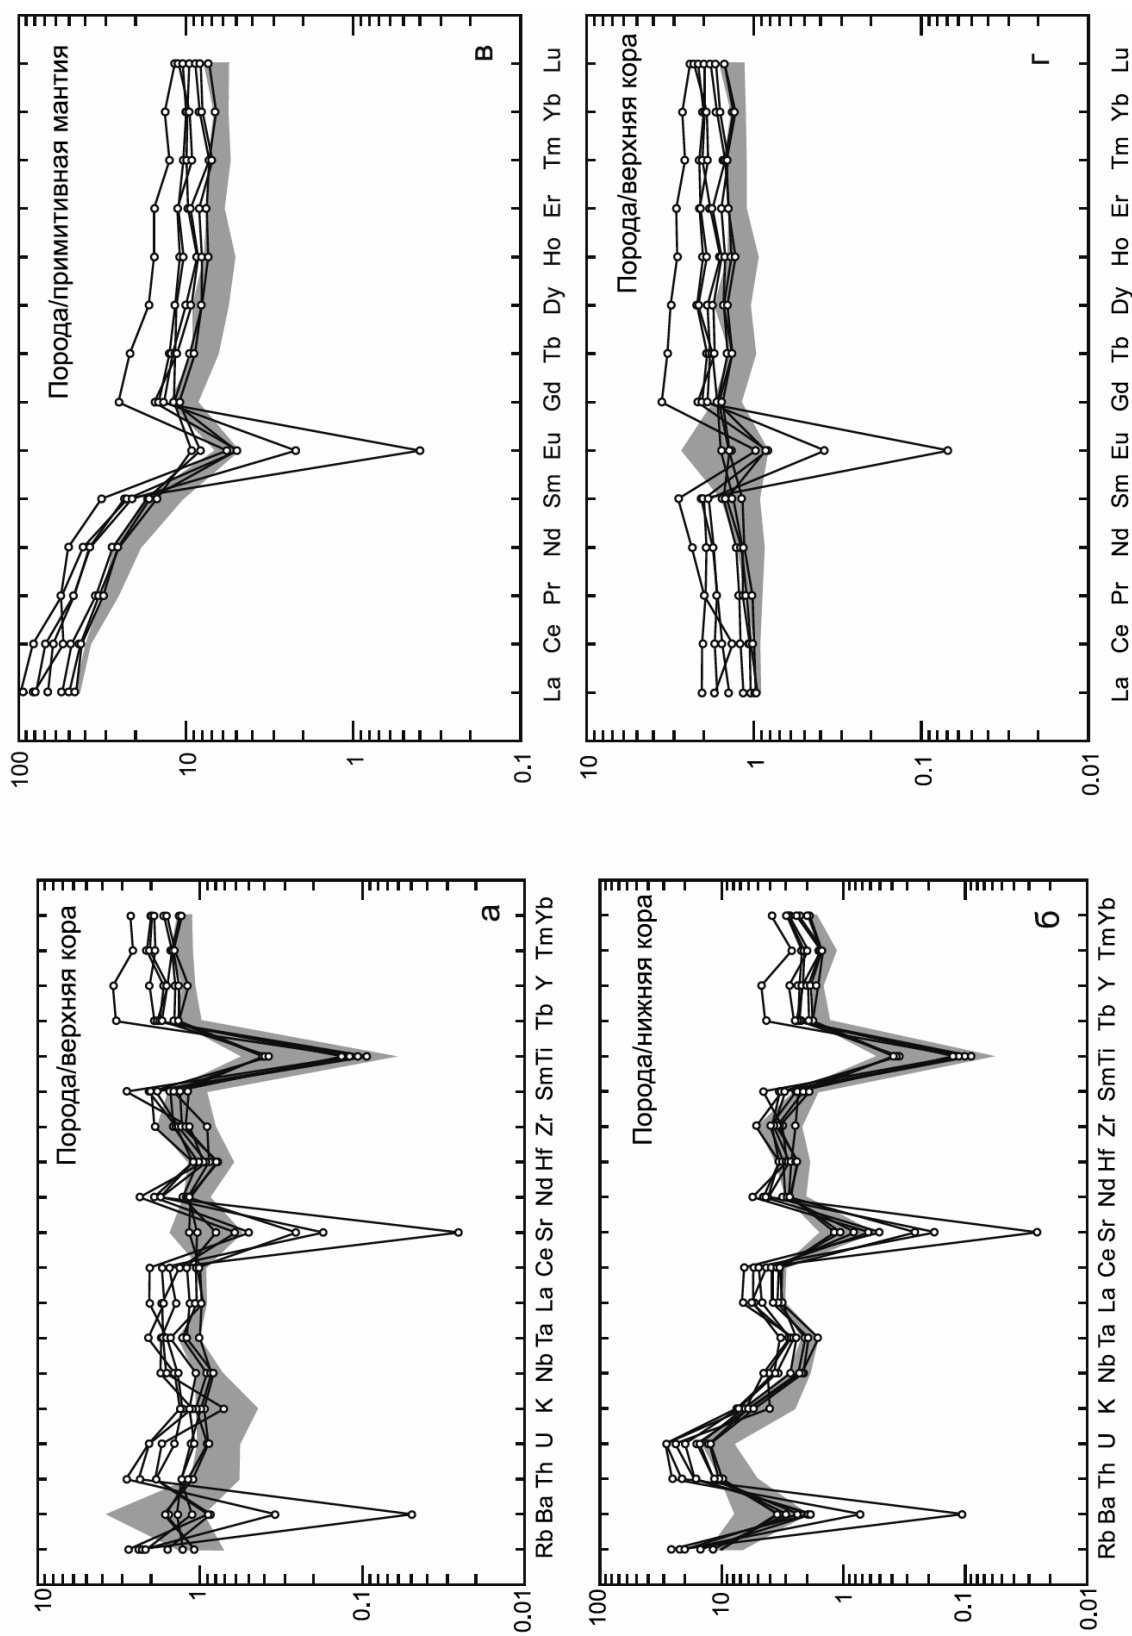 Порода/верхняя кора
а
10
1
0.1
0.01
Rb Ba Th U K Nb Ta La Ce Sr Nd Hf Zr Sm Ti Tb Y Tm Yb
Порода/нижняя кора
б
100
10
1
0.1
0.01
Rb Ba Th U K Nb Ta La Ce Sr Nd Hf Zr Sm Ti Tb Y Tm Yb
Порода/примитивная мантия
в
100
10
1
0.1
La Ce Pr Nd Sm Eu Gd Tb Dy Ho Er Tm Yb Lu
Порода/верхняя кора
г
10
1
0.1
0.01
La Ce Pr Nd Sm Eu Gd Tb Dy Ho Er Tm Yb Lu